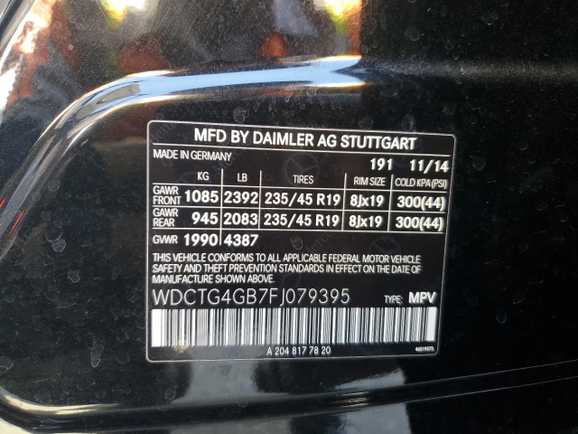 MFD BY DAIMLER AG STUTTGART
MADE IN GERMANY 191 11/14
KG LB TIRES RIM SIZE COLD KPA (PSI)
GAWR FRONT 1085 2392 235/45 R19 8Jx19 300(44)
GAWR REAR 945 2083 235/45 R19 8Jx19 300(44)
GVWR 1990 4387
THIS VEHICLE CONFORMS TO ALL APPLICABLE FEDERAL MOTOR VEHICLE
SAFETY AND THEFT PREVENTION STANDARDS IN EFFECT ON THE DATE OF
MANUFACTURE SHOWN ABOVE.
WDCTG4GB7FJ079395 TYPE: MPV
A 204 817 78 20